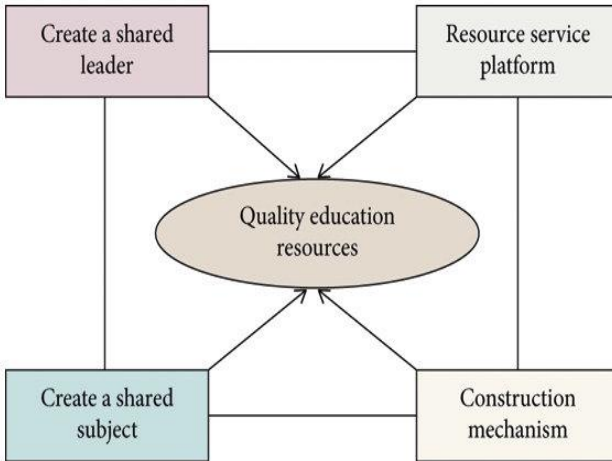 Create a shared
leader
Resource service
platform
Quality education
resources
Create a shared
subject
Construction
mechanism